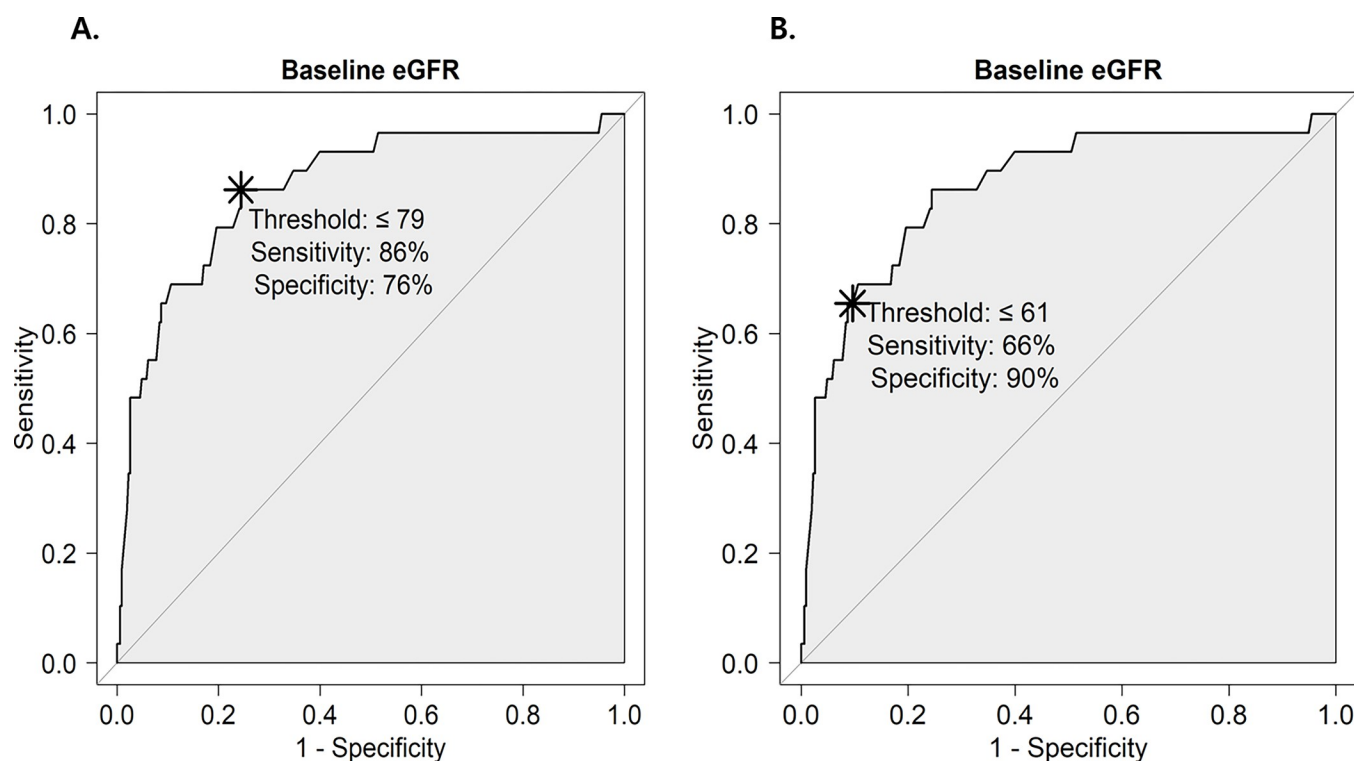 A.
Baseline eGFR
1.0
0.8
0.6
0.4
0.2
0.0
Sensitivity
Threshold: ≤ 79
Sensitivity: 86%
Specificity: 76%
0.0 0.2 0.4 0.6 0.8 1.0
1 - Specificity
B.
Baseline eGFR
1.0
0.8
0.6
0.4
0.2
0.0
Sensitivity
Threshold: ≤ 61
Sensitivity: 66%
Specificity: 90%
0.0 0.2 0.4 0.6 0.8 1.0
1 - Specificity